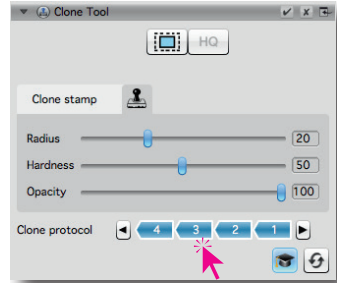 Clone Tool
HQ
Clone stamp
Radius 20
Hardness 50
Opacity 100
Clone protocol 4 3 2 1